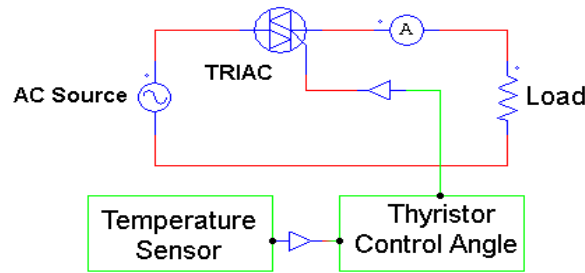 TRIAC
A
AC Source
Load
Temperature
Sensor
Thyristor
Control Angle